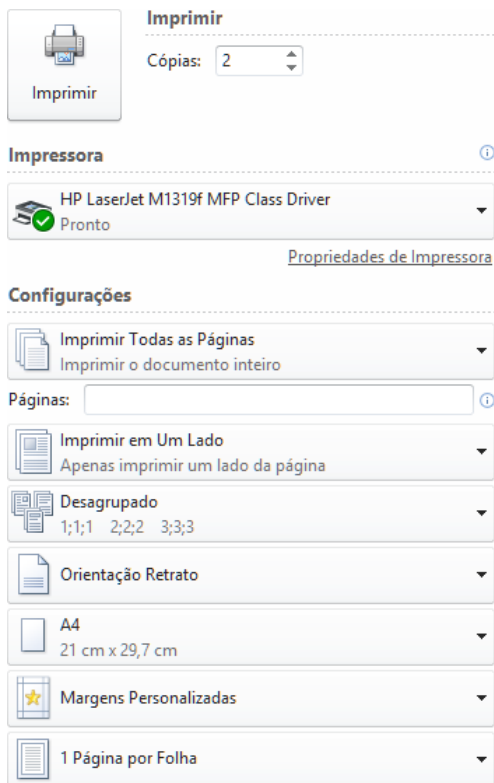 Imprimir
Cópias: 2
Imprimir
Impressora
HP LaserJet M1319f MFP Class Driver
Pronto
Propriedades de Impressora
Configurações
Imprimir Todas as Páginas
Imprimir o documento inteiro
Páginas:
Imprimir em Um Lado
Apenas imprimir um lado da página
Desagrupado
1;1;1 2;2;2 3;3;3
Orientação Retrato
A4
21 cm x 29,7 cm
Margens Personalizadas
1 Página por Folha